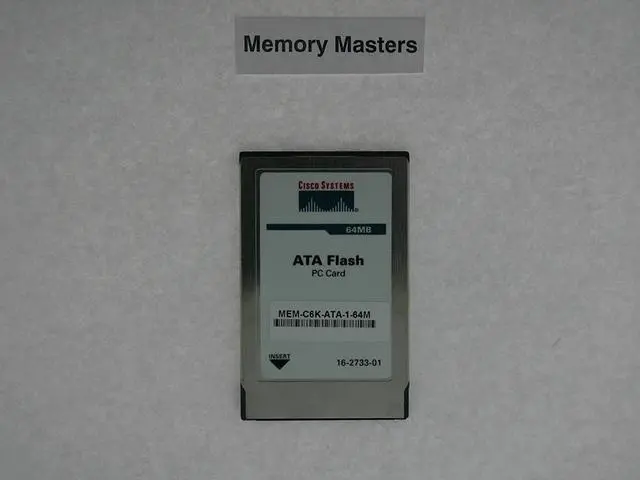 Memory Masters
CISCO SYSTEMS
64MB
ATA Flash
PC Card
MEM-C6K-ATA-1-64M
INSERT
16-2733-01